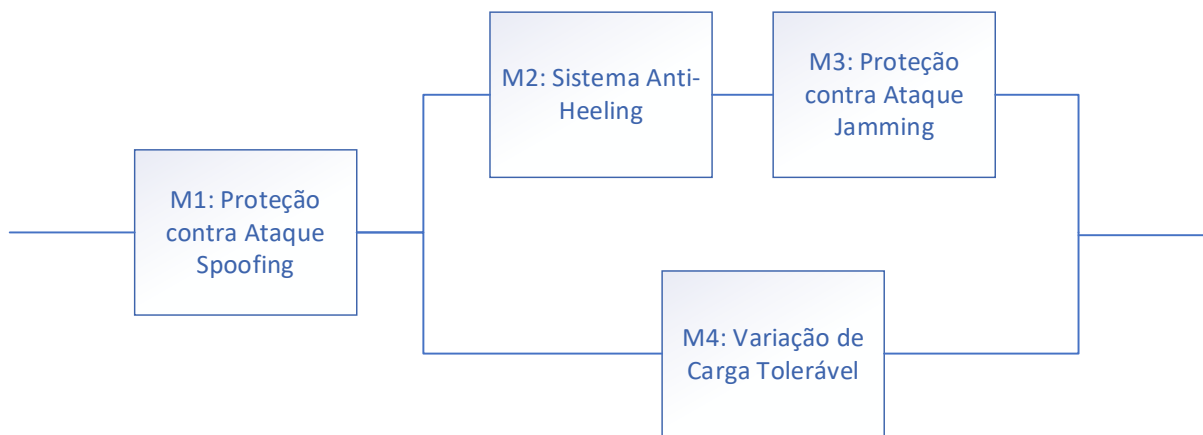 M2: Sistema Anti-
Heeling
M3: Proteção
contra Ataque
Jamming
M1: Proteção
contra Ataque
Spoofing
M4: Variação de
Carga Tolerável